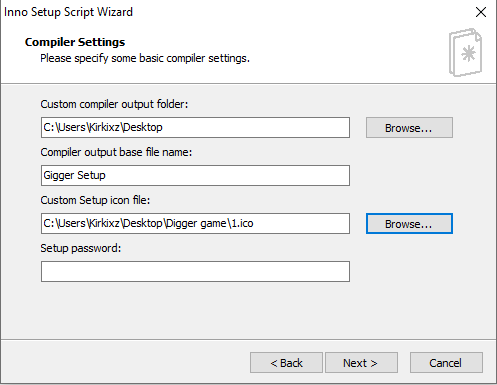 Inno Setup Script Wizard
Compiler Settings
Please specify some basic compiler settings.
Custom compiler output folder:
C:\Users\Kirkixz\Desktop
Browse...
Compiler output base file name:
Gigger Setup
Custom Setup icon file:
C:\Users\Kirkixz\Desktop\Digger game\1.ico
Browse...
Setup password:
< Back
Next >
Cancel